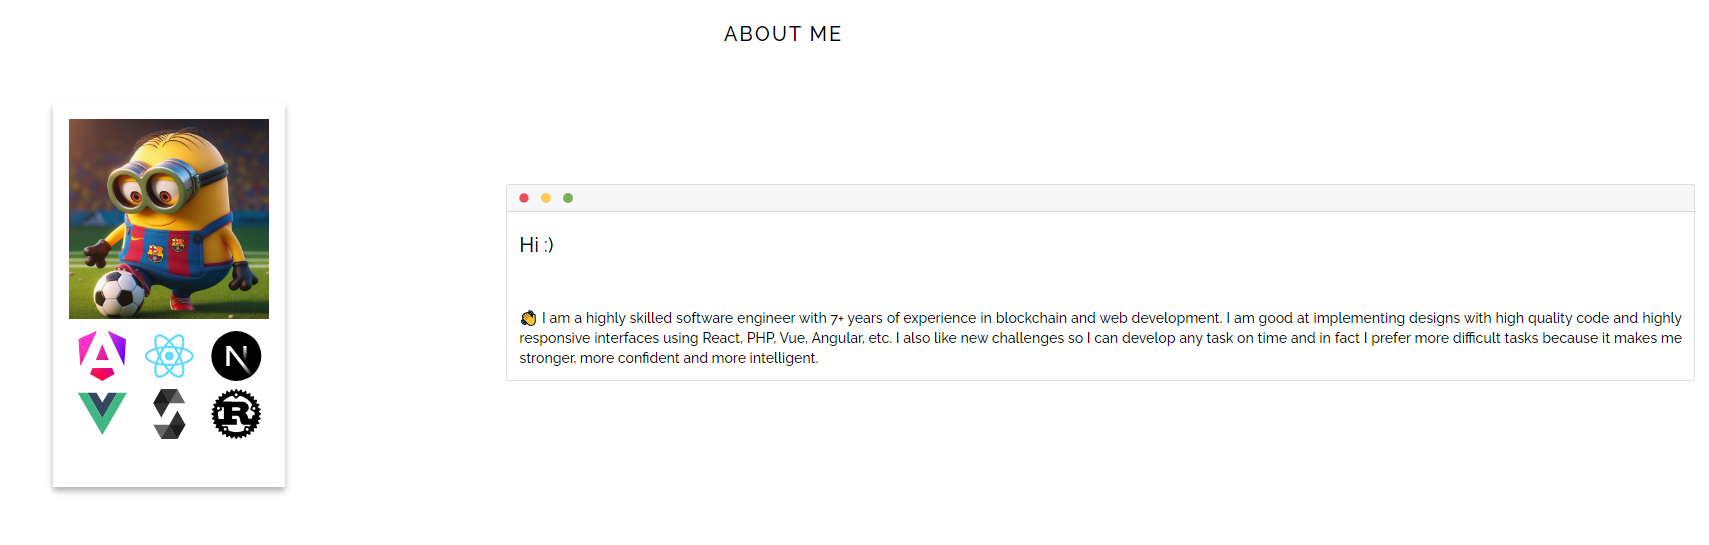 ABOUT ME
Hi :)
👏 I am a highly skilled software engineer with 7+ years of experience in blockchain and web development. I am good at implementing designs with high quality code and highly
responsive interfaces using React, PHP, Vue, Angular, etc. I also like new challenges so I can develop any task on time and in fact I prefer more difficult tasks because it makes me
stronger, more confident and more intelligent.